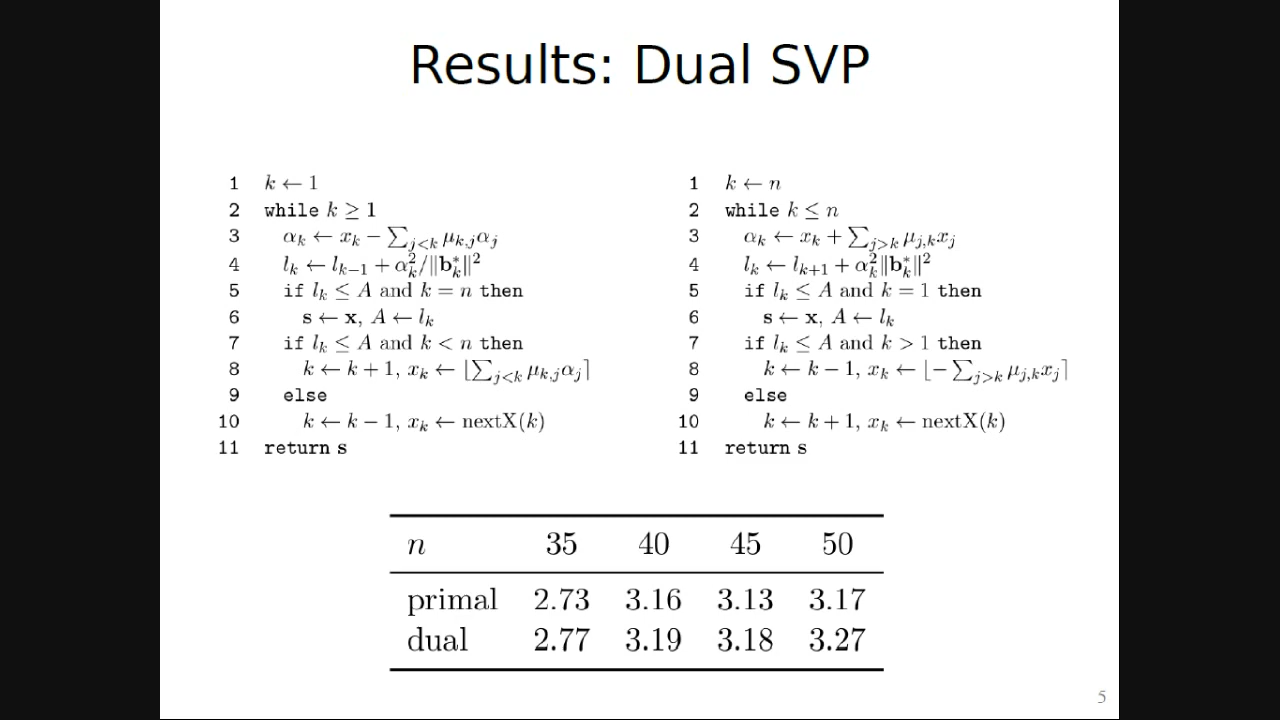 Results: Dual SVP
1 k ← 1
2 while k ≥ 1
3 α_k ← x_k − ∑_{j<k} μ_{k,j}α_j
4 l_k ← l_{k−1} + α_k^2/‖b_k^*‖^2
5 if l_k ≤ A and k = n then
6 s ← x, A ← l_k
7 if l_k ≤ A and k < n then
8 k ← k + 1, x_k ← ⌊∑_{j<k} μ_{k,j}α_j⌉
9 else
10 k ← k − 1, x_k ← nextX(k)
11 return s
1 k ← n
2 while k ≤ n
3 α_k ← x_k + ∑_{j>k} μ_{j,k}x_j
4 l_k ← l_{k+1} + α_k^2‖b_k^*‖^2
5 if l_k ≤ A and k = 1 then
6 s ← x, A ← l_k
7 if l_k ≤ A and k > 1 then
8 k ← k − 1, x_k ← ⌊−∑_{j>k} μ_{j,k}x_j⌉
9 else
10 k ← k + 1, x_k ← nextX(k)
11 return s
n 35 40 45 50
primal 2.73 3.16 3.13 3.17
dual 2.77 3.19 3.18 3.27
5